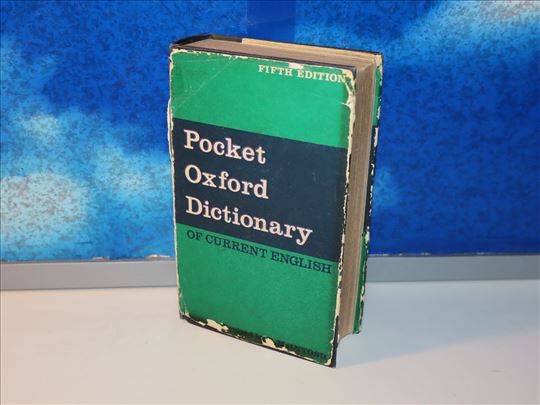 FIFTH EDITION
Pocket
Oxford
Dictionary
OF CURRENT ENGLISH